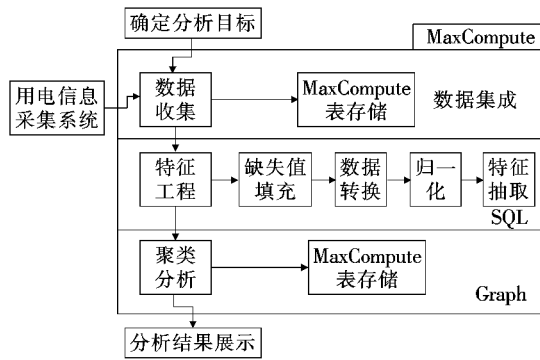 确定分析目标
MaxCompute
用电信息
采集系统
数据
收集
MaxCompute
表存储
数据集成
特征
工程
缺失值
填充
数据
转换
归一
化
特征
抽取
SQL
聚类
分析
MaxCompute
表存储
Graph
分析结果展示